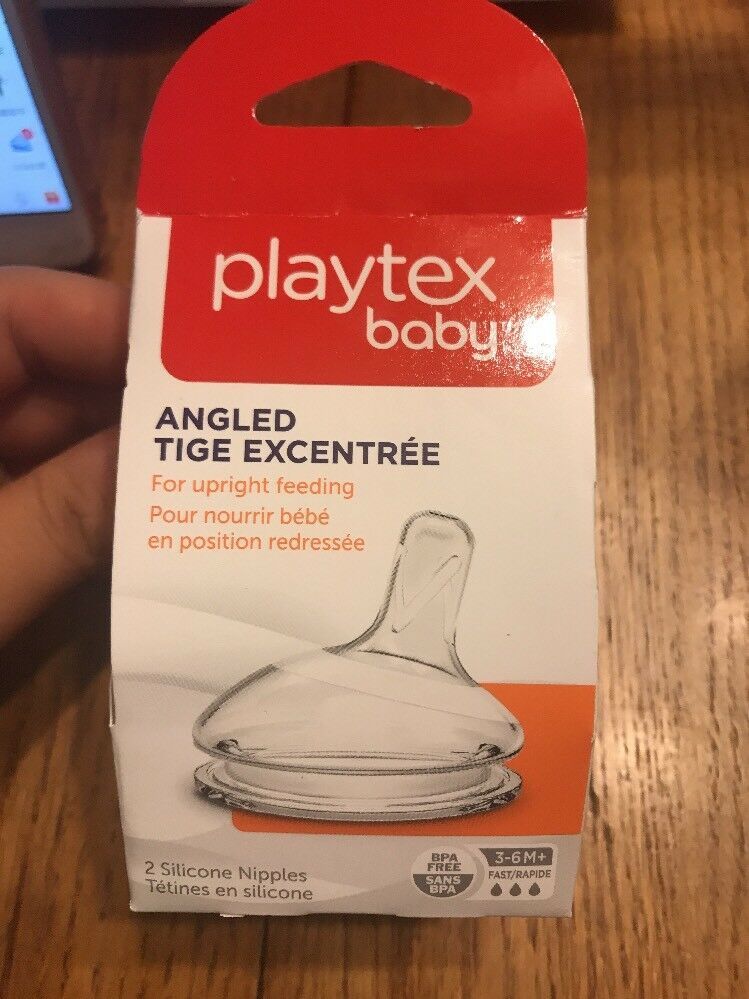 playtex
baby
ANGLED
TIGE EXCENTRÉE
For upright feeding
Pour nourrir bébé
en position redressée
2 Silicone Nipples
Tétines en silicone
BPA
FREE
SANS
BPA
3-6M+
FAST/RAPIDE